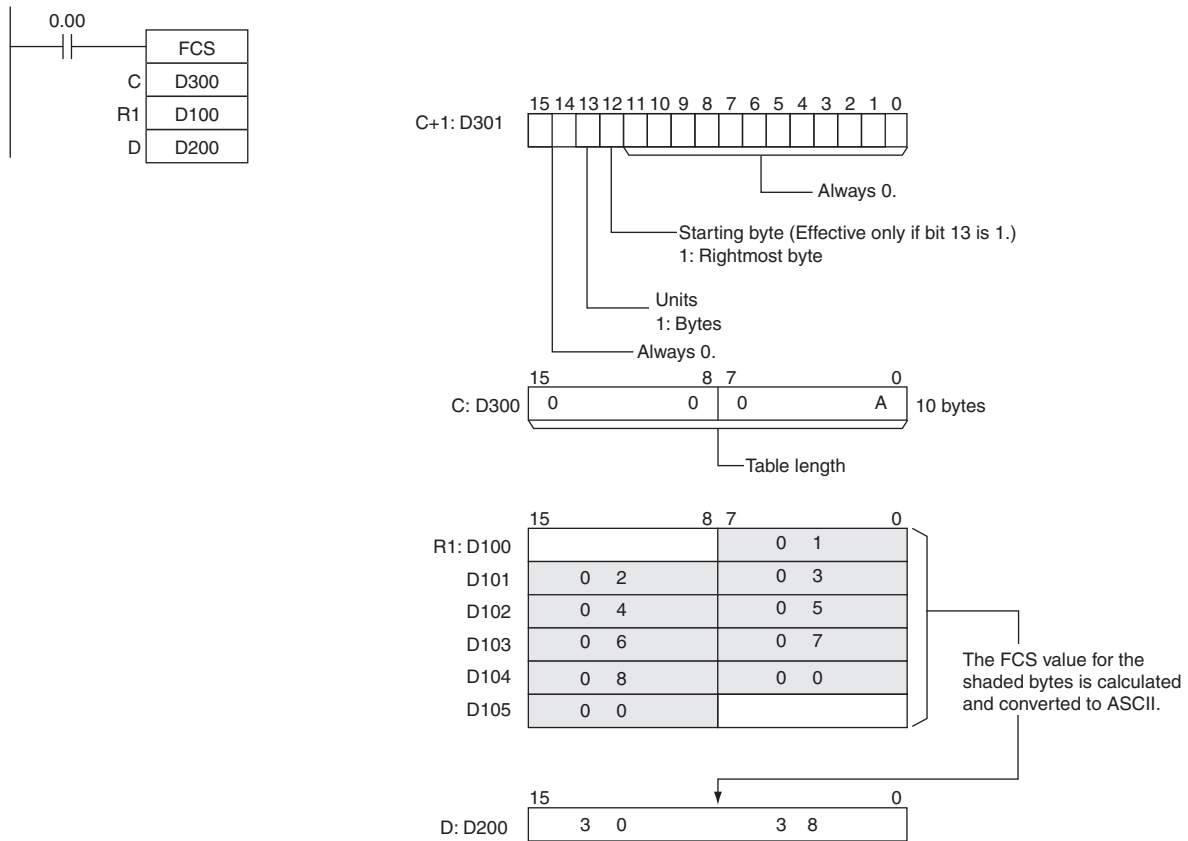 0.00
FCS
C D300
R1 D100
D D200
15 14 13 12 11 10 9 8 7 6 5 4 3 2 1 0
C+1: D301
Always 0.
Starting byte (Effective only if bit 13 is 1.)
1: Rightmost byte
Units
1: Bytes
Always 0.
15 8 7 0
C: D300 0 0 0 A 10 bytes
Table length
15 8 7 0
R1: D100 0 1
D101 0 2 0 3
D102 0 4 0 5
D103 0 6 0 7
D104 0 8 0 0
D105 0 0
The FCS value for the
shaded bytes is calculated
and converted to ASCII.
15 0
D: D200 3 0 3 8